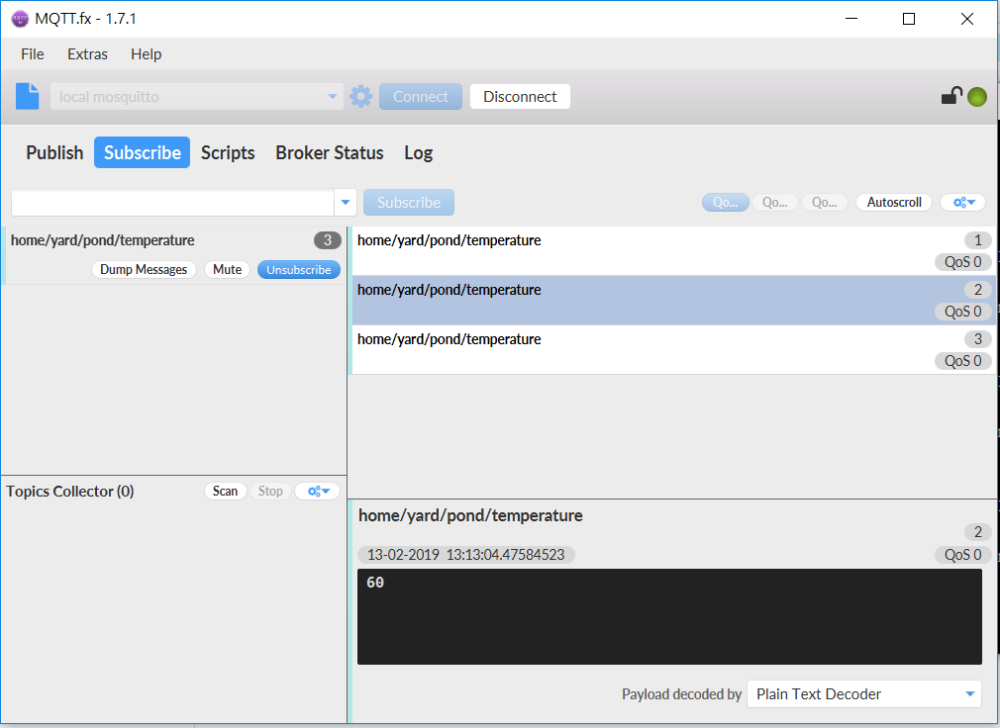 MQTT.fx - 1.7.1
File Extras Help
local mosquitto Connect Disconnect
Publish Subscribe Scripts Broker Status Log
Subscribe Qo... Qo... Qo... Autoscroll
home/yard/pond/temperature 3
Dump Messages Mute Unsubscribe
home/yard/pond/temperature 1
QoS 0
home/yard/pond/temperature 2
QoS 0
home/yard/pond/temperature 3
QoS 0
Topics Collector (0) Scan Stop
home/yard/pond/temperature
2
13-02-2019 13:13:04.47584523 QoS 0
60
Payload decoded by Plain Text Decoder